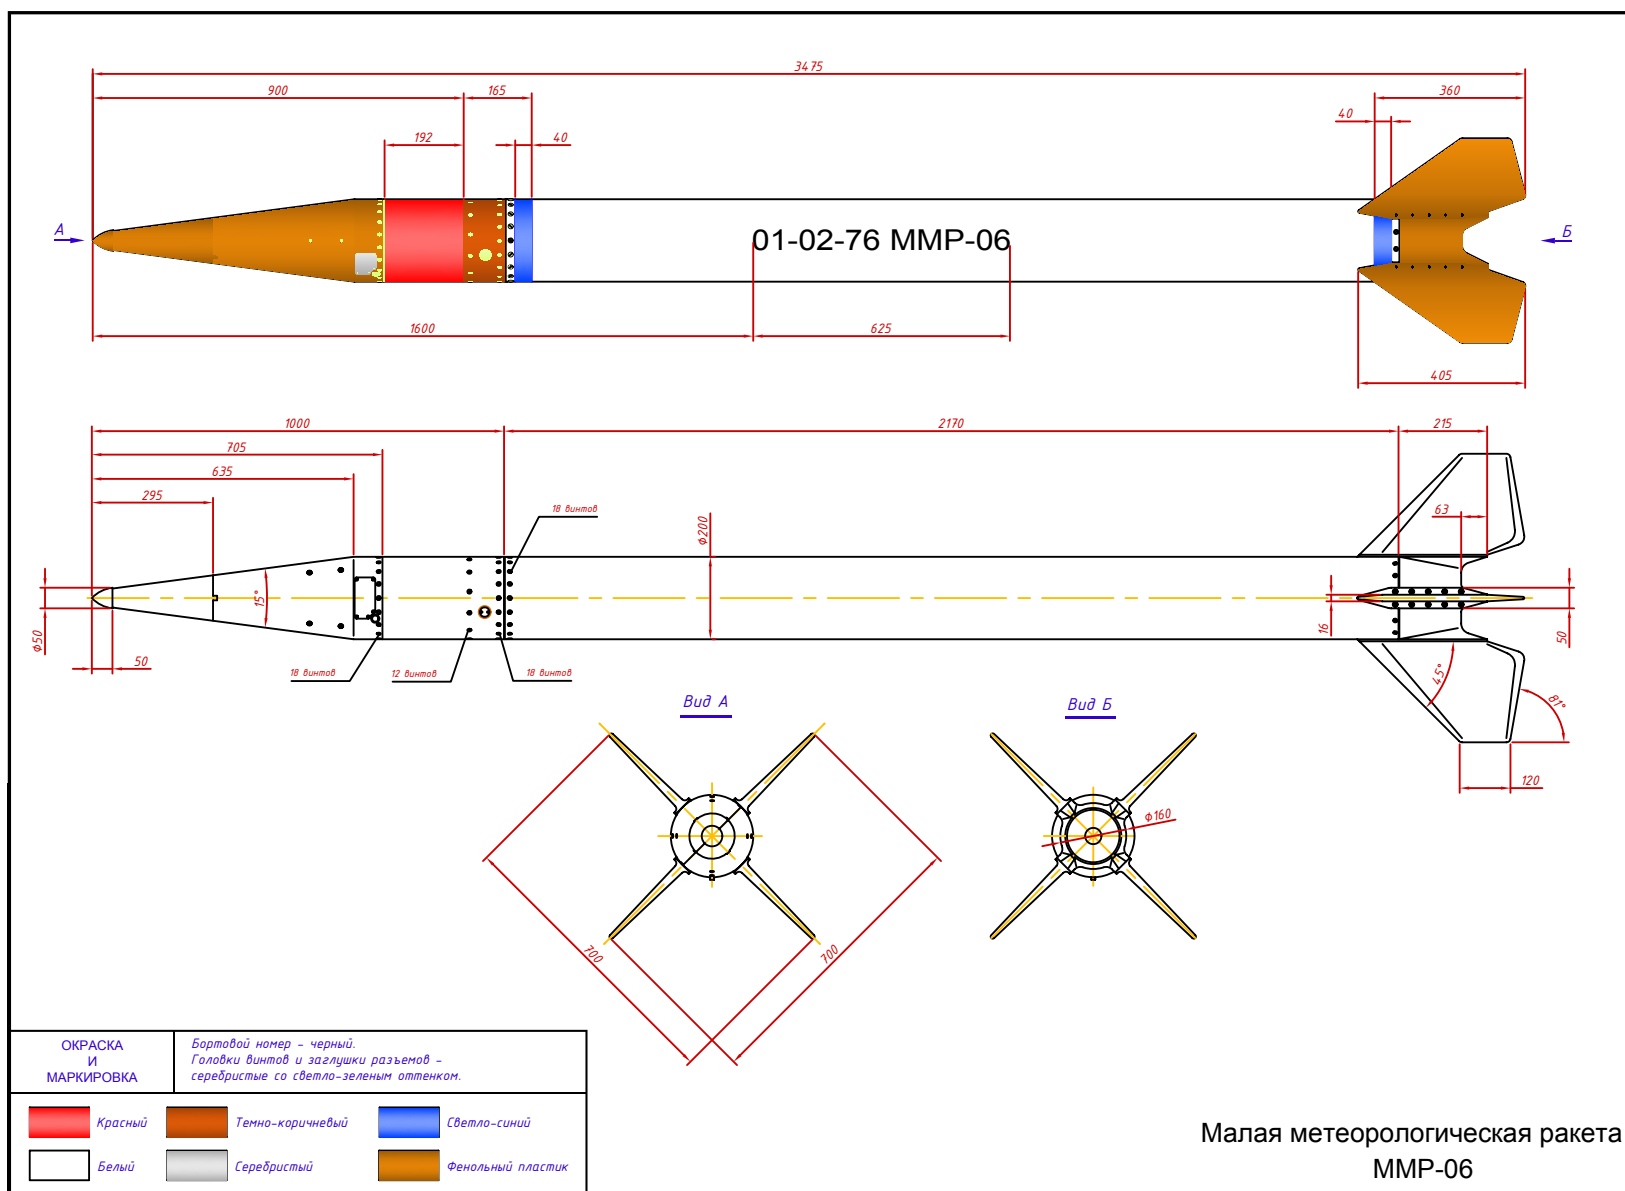 3475
900
165
360
192
40
40
А
01-02-76 ММР-06
Б
1600
625
405
1000
2170
215
705
635
295
18 винтов
ϕ200
63
15°
ϕ50
50
16
50
18 винтов
12 винтов
18 винтов
45°
81°
120
Вид А
Вид Б
ϕ160
700
700
ОКРАСКА
И
МАРКИРОВКА
Бортовой номер - черный.
Головки винтов и заглушки разъемов -
серебристые со светло-зеленым оттенком.
Красный
Темно-коричневый
Светло-синий
Белый
Серебристый
Фенольный пластик
Малая метеорологическая ракета
ММР-06